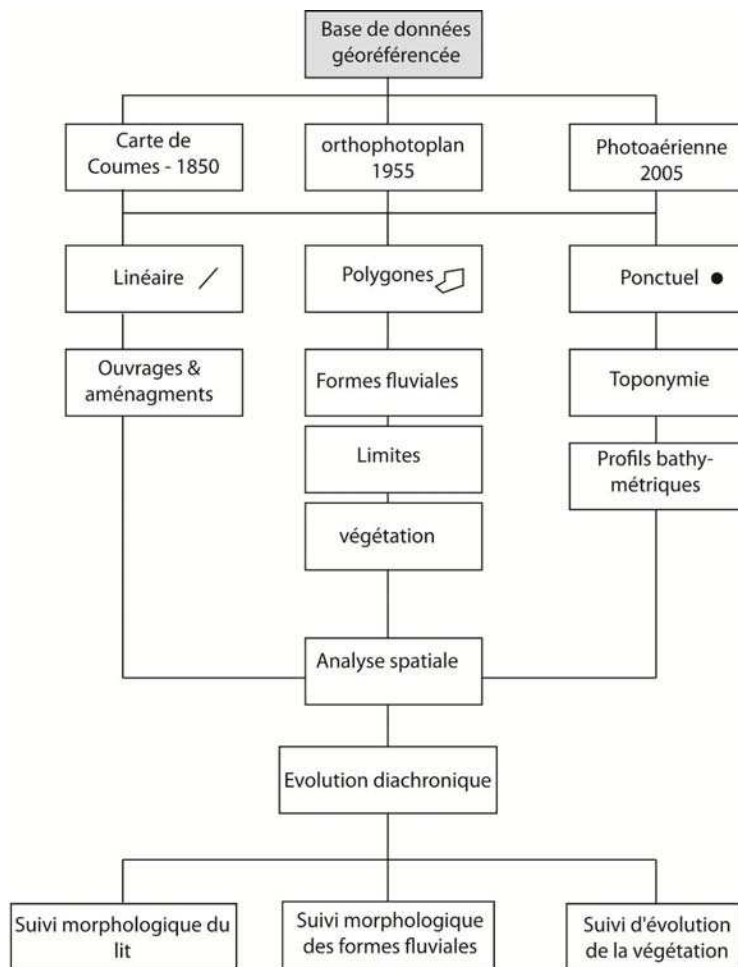 Base de données
géoréférencée
Carte de
Coumes - 1850
orthophotoplan
1955
Photoaérienne
2005
Linéaire
Polygones
Ponctuel
Ouvrages &
aménagments
Formes fluviales
Toponymie
Limites
Profils bathy-
métriques
végétation
Analyse spatiale
Evolution diachronique
Suivi morphologique du
lit
Suivi morphologique
des formes fluviales
Suivi d'évolution
de la végétation